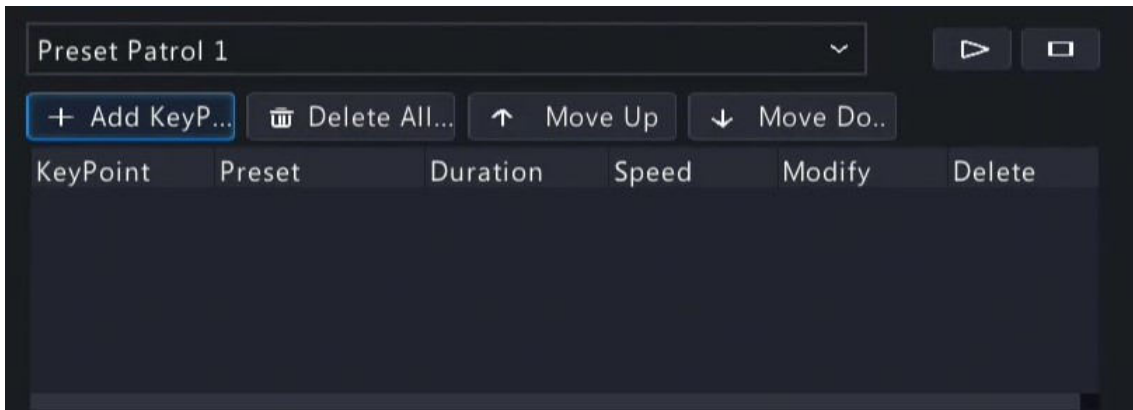 Preset Patrol 1
+ Add KeyP... Delete All... Move Up Move Do..
KeyPoint Preset Duration Speed Modify Delete